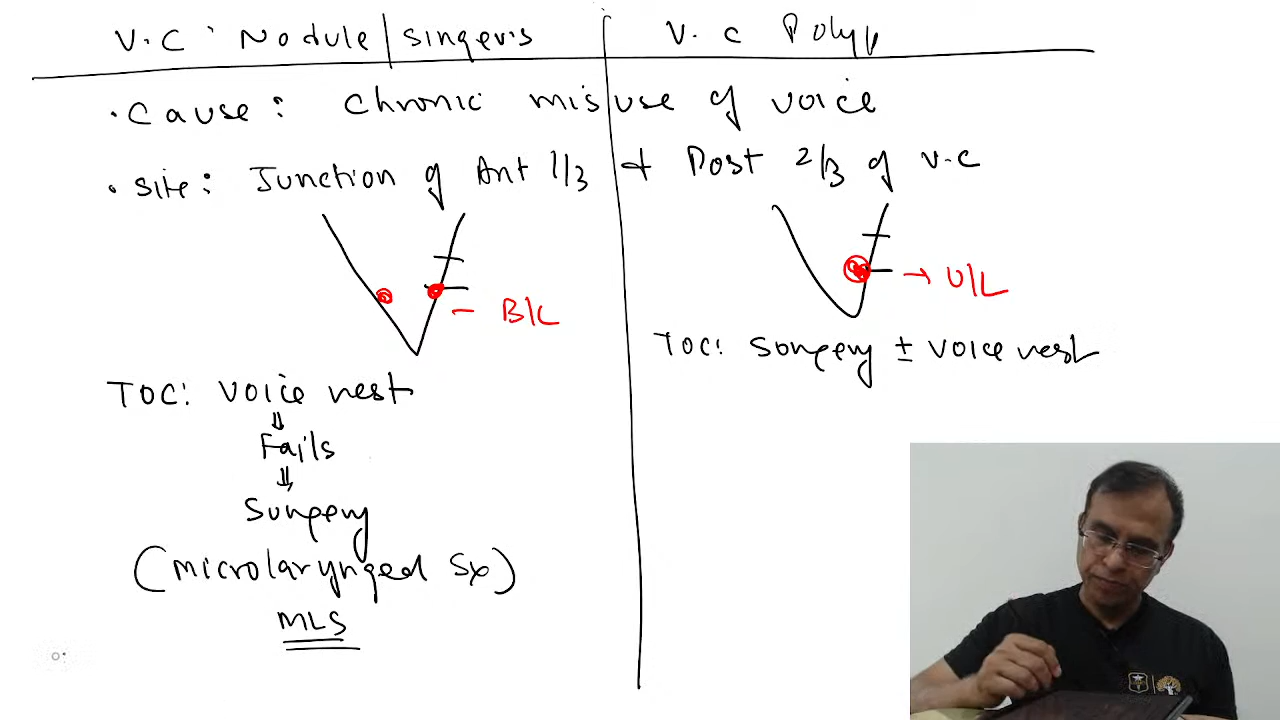 V.C. Nodule/singer's
V.C Polyp
• Cause: Chronic misuse of voice
• Site: Junction of Ant 1/3 & Post 2/3 of V.C
B/L
→ U/L
TOC: Voice rest
⇓
Fails
⇓
Surgery
(Microlaryngeal Sx)
MLS
TOC: Surgery ± Voice rest